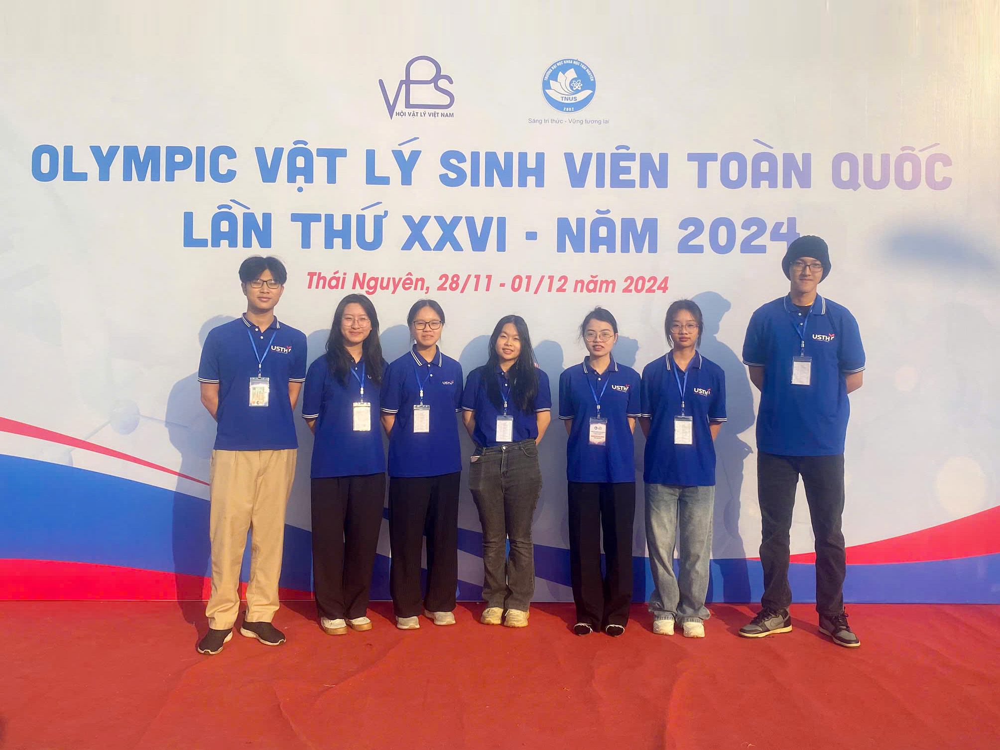 VPS
HỘI VẬT LÝ VIỆT NAM
TRƯỜNG ĐẠI HỌC KHOA HỌC THÁI NGUYÊN
TNUS
2002
Sáng tri thức - Vững tương lai
OLYMPIC VẬT LÝ SINH VIÊN TOÀN QUỐC
LẦN THỨ XXVI - NĂM 2024
Thái Nguyên, 28/11 - 01/12 năm 2024
USTH
USTH
USTH
USTH
USTH